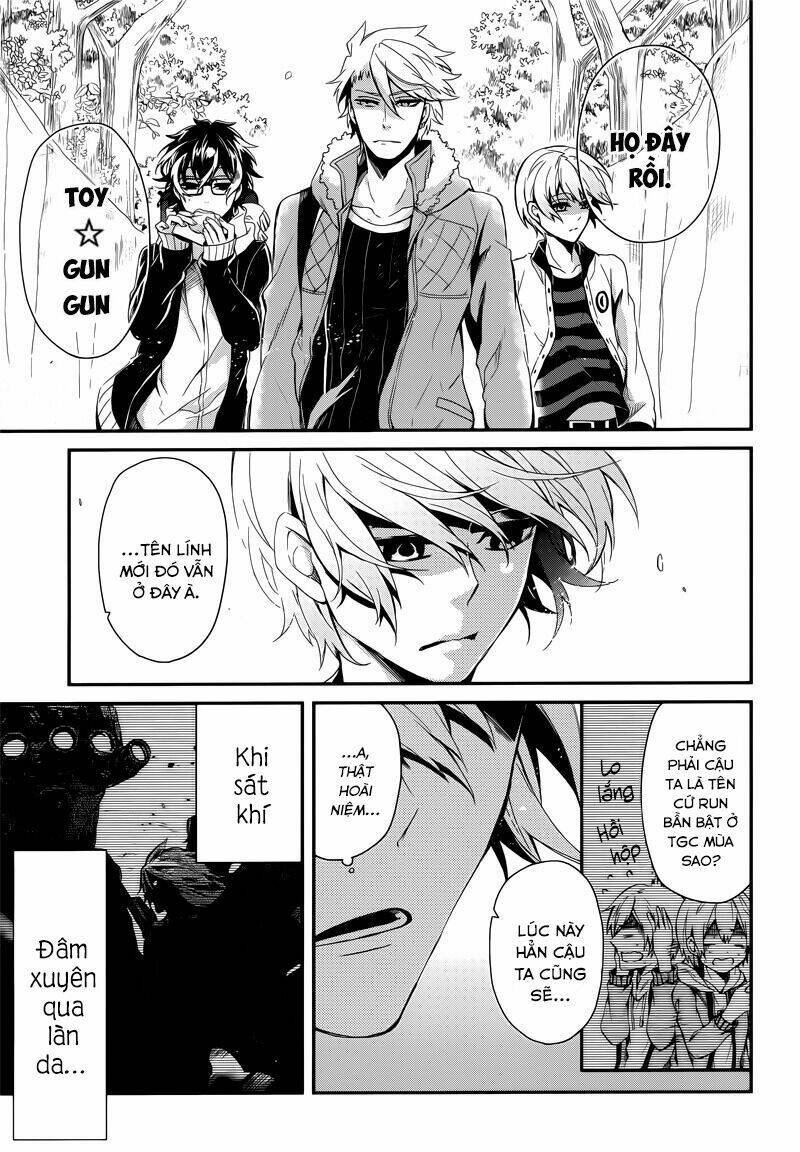 HỌ ĐÂY
RỒI.
TOY
☆
GUN
GUN
...TÊN LÍNH
MỚI ĐÓ VẪN
Ở ĐÂY À.
CHẲNG
PHẢI CẬU
TA LÀ TÊN
CỨ RUN
BẦN BẬT Ở
TGC MÙA
SAO?
Lo
lắng
Hồi
hộp
LÚC NÀY
HẲN CẬU
TA CŨNG
SẼ...
...A,
THẬT
HOÀI
NIỆM...
Khi
sát
khí
Đâm
xuyên
qua
làn
da...